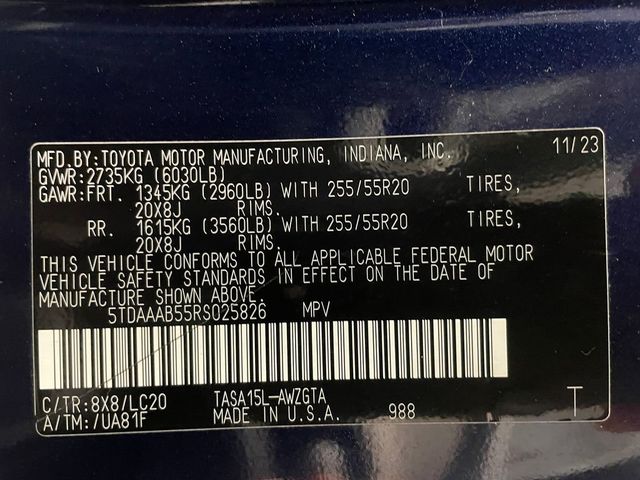 MFD.BY:TOYOTA MOTOR MANUFACTURING, INDIANA, INC. 11/23
GVWR:2735KG (6030LB)
GAWR:FRT. 1345KG (2960LB) WITH 255/55R20 TIRES,
20X8J RIMS.
RR. 1615KG (3560LB) WITH 255/55R20 TIRES,
20X8J RIMS.
THIS VEHICLE CONFORMS TO ALL APPLICABLE FEDERAL MOTOR
VEHICLE SAFETY STANDARDS IN EFFECT ON THE DATE OF
MANUFACTURE SHOWN ABOVE.
5TDAAAB55RS025826 MPV
C/TR:8X8/LC20 TASA15L-AWZGTA
A/TM:/UA81F MADE IN U.S.A. 988 T